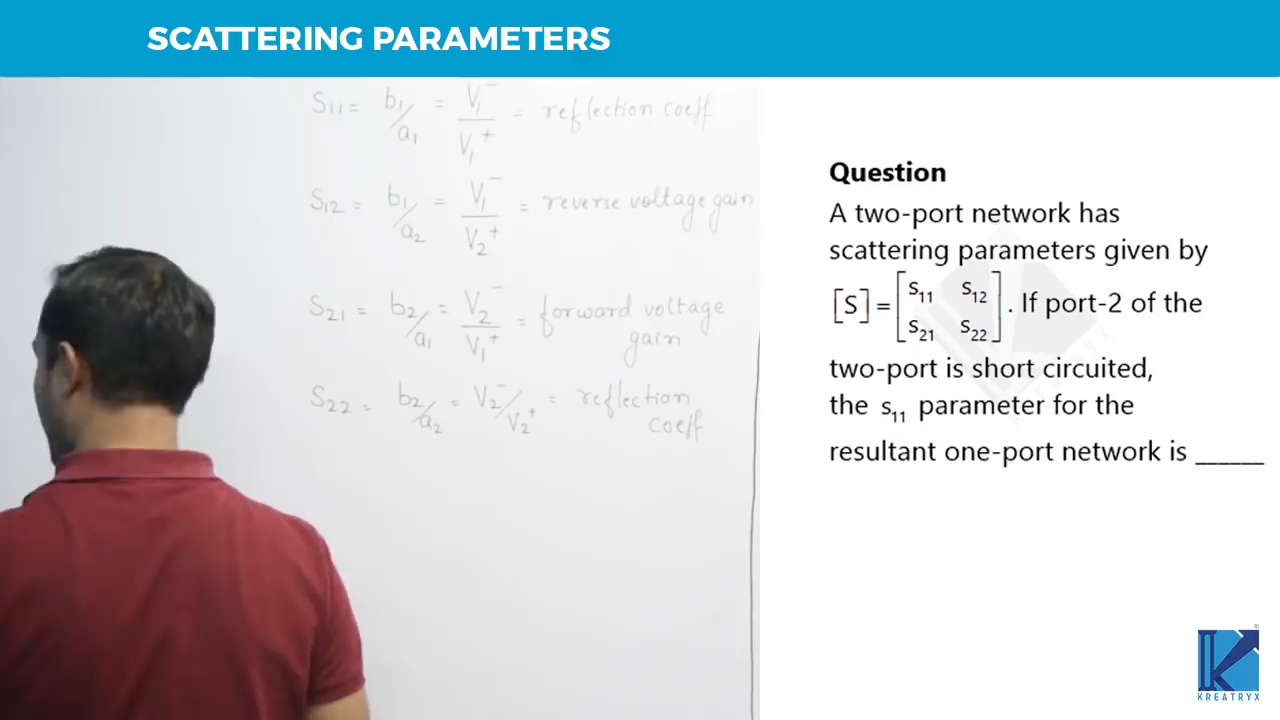 SCATTERING PARAMETERS
S11 = b1/a1 = V1⁻/V1⁺ = reflection coeff
S12 = b1/a2 = V1⁻/V2⁺ = reverse voltage gain
S21 = b2/a1 = V2⁻/V1⁺ = forward voltage
gain
S22 = b2/a2 = V2⁻/V2⁺ = reflection
coeff
Question
A two-port network has
scattering parameters given by
[S] = [s11 s12
s21 s22]. If port-2 of the
two-port is short circuited,
the s11 parameter for the
resultant one-port network is ______
KREATRYX